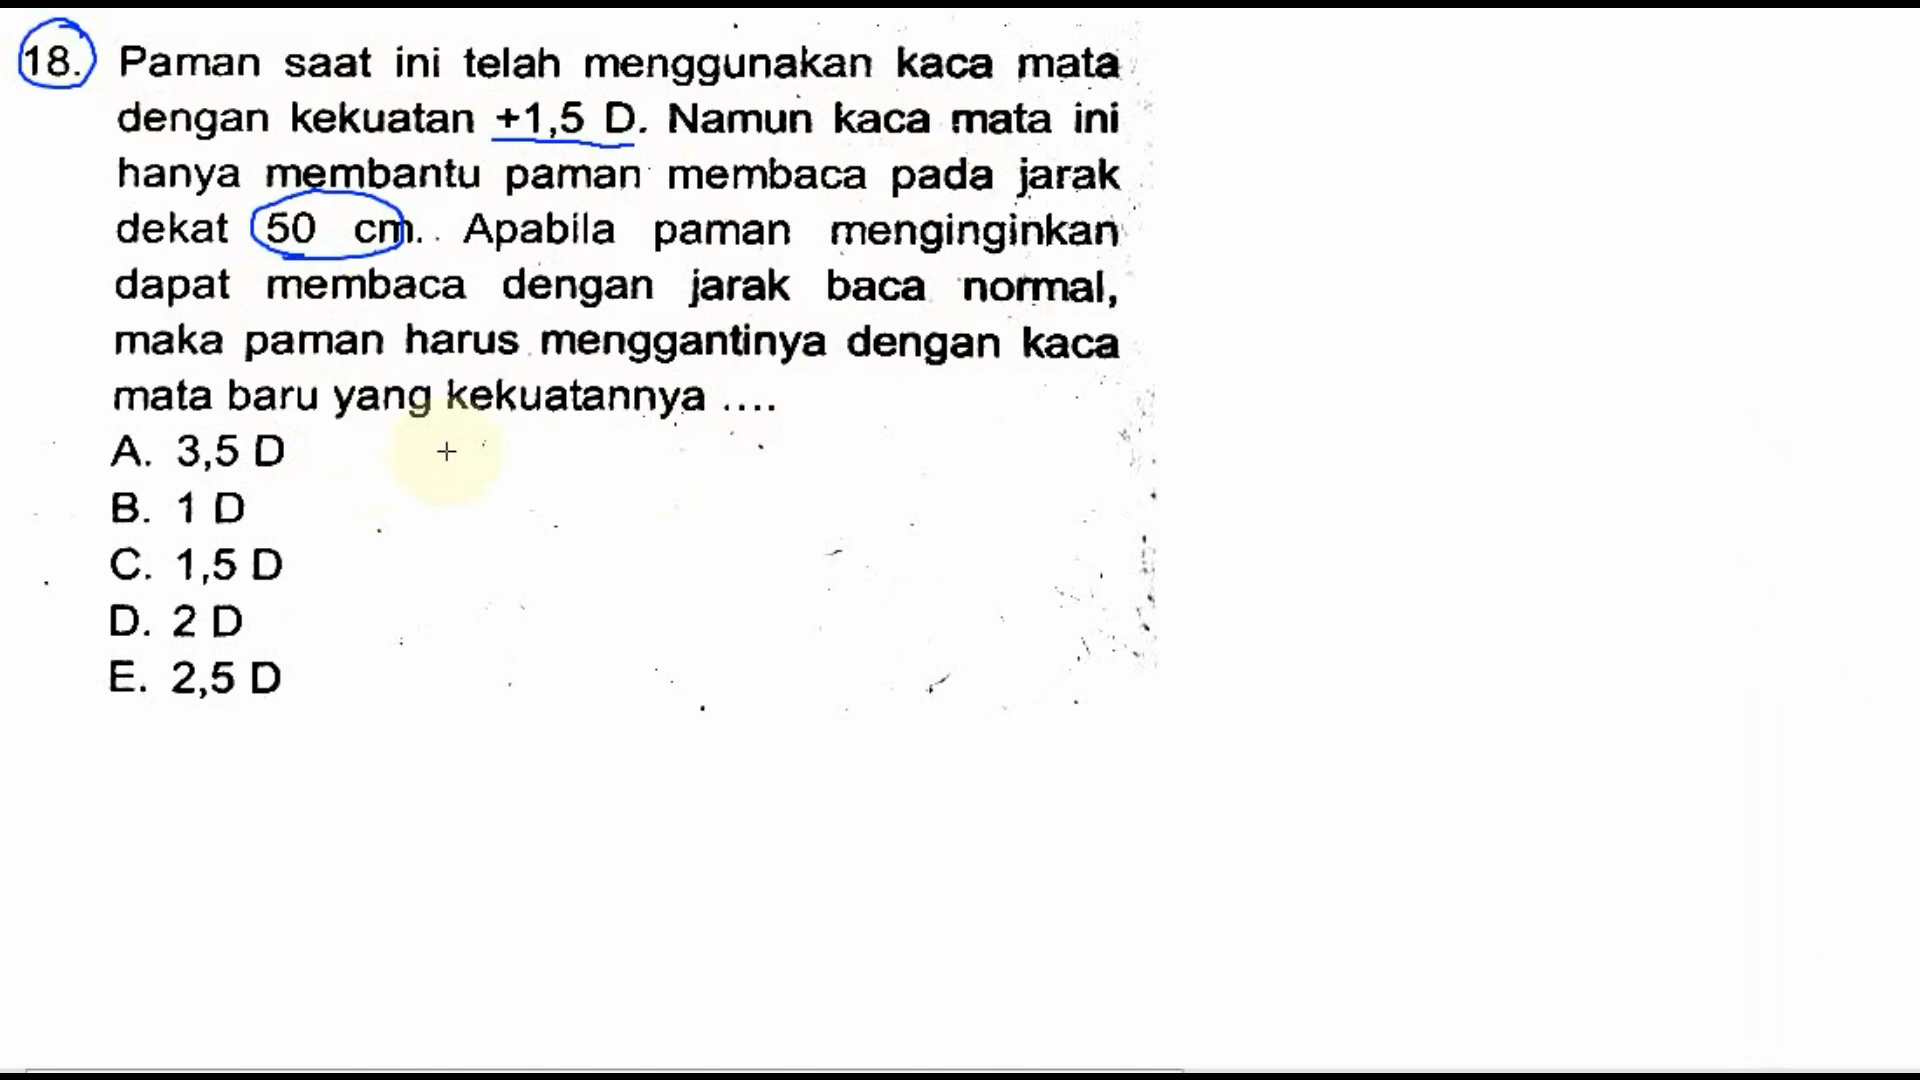 18. Paman saat ini telah menggunakan kaca mata
dengan kekuatan +1,5 D. Namun kaca mata ini
hanya membantu paman membaca pada jarak
dekat 50 cm. Apabila paman menginginkan
dapat membaca dengan jarak baca normal,
maka paman harus menggantinya dengan kaca
mata baru yang kekuatannya ....
A. 3,5 D
B. 1 D
C. 1,5 D
D. 2 D
E. 2,5 D